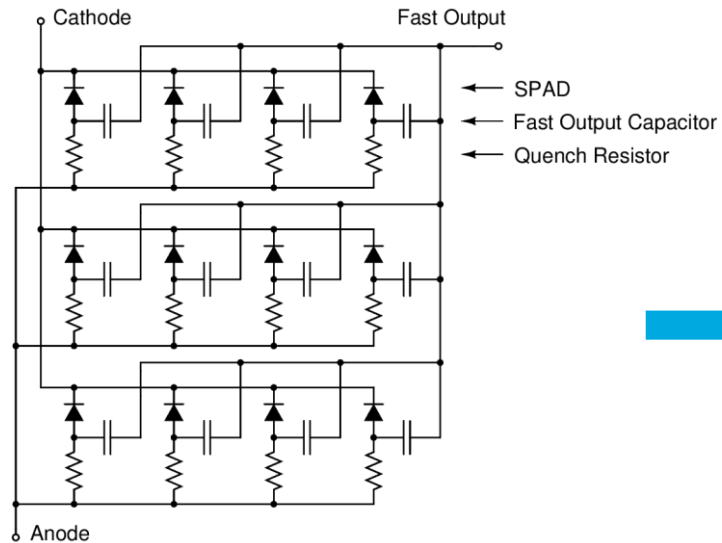 Cathode
Fast Output
SPAD
Fast Output Capacitor
Quench Resistor
Anode